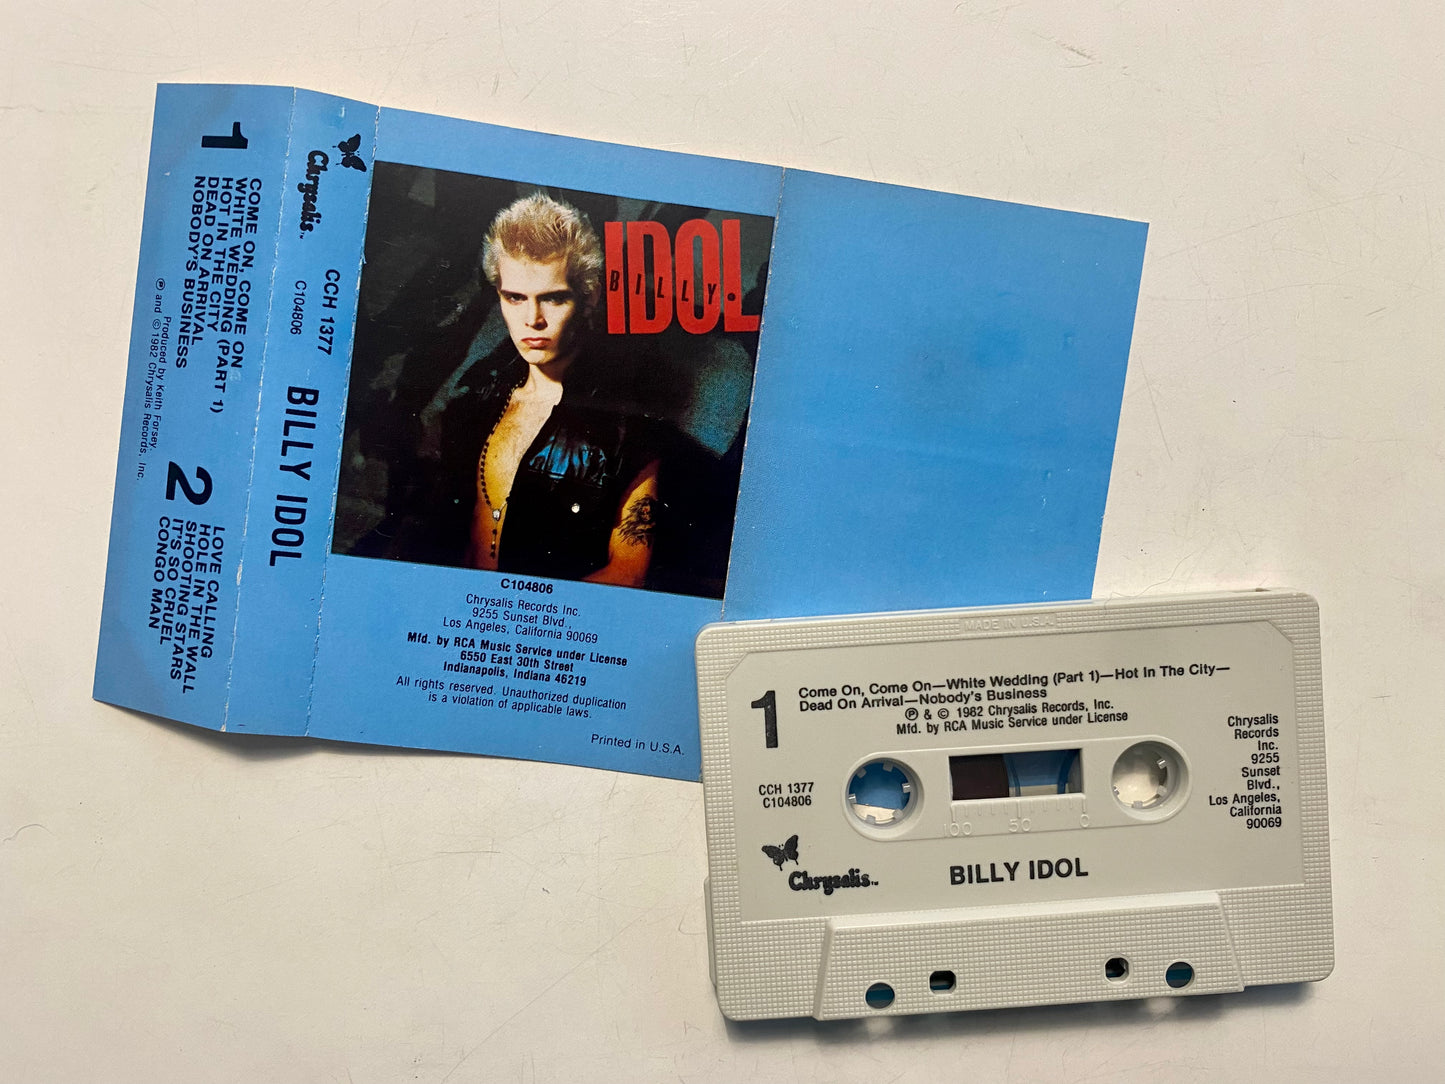 1
COME ON, COME ON
WHITE WEDDING (PART 1)
HOT IN THE CITY
DEAD ON ARRIVAL
NOBODY'S BUSINESS
2
LOVE CALLING
HOLE IN THE WALL
SHOOTING STARS
IT'S SO CRUEL
CONGO MAN
Produced by Keith Forsey.
℗ and © 1982 Chrysalis Records, Inc.
Chrysalis™
CCH 1377
C104806
BILLY IDOL
IDOL
BILLY
C104806
Chrysalis Records Inc.
9255 Sunset Blvd.,
Los Angeles, California 90069
Mfd. by RCA Music Service under License
6550 East 30th Street
Indianapolis, Indiana 46219
All rights reserved. Unauthorized duplication
is a violation of applicable laws.
Printed in U.S.A.
MADE IN U.S.A.
1
Come On, Come On—White Wedding (Part 1)—Hot In The City—
Dead On Arrival—Nobody's Business
℗ & © 1982 Chrysalis Records, Inc.
Mfd. by RCA Music Service under License
CCH 1377
C104806
Chrysalis
Records
Inc.
9255
Sunset
Blvd.,
Los Angeles,
California
90069
100 50 0
Chrysalis™
BILLY IDOL